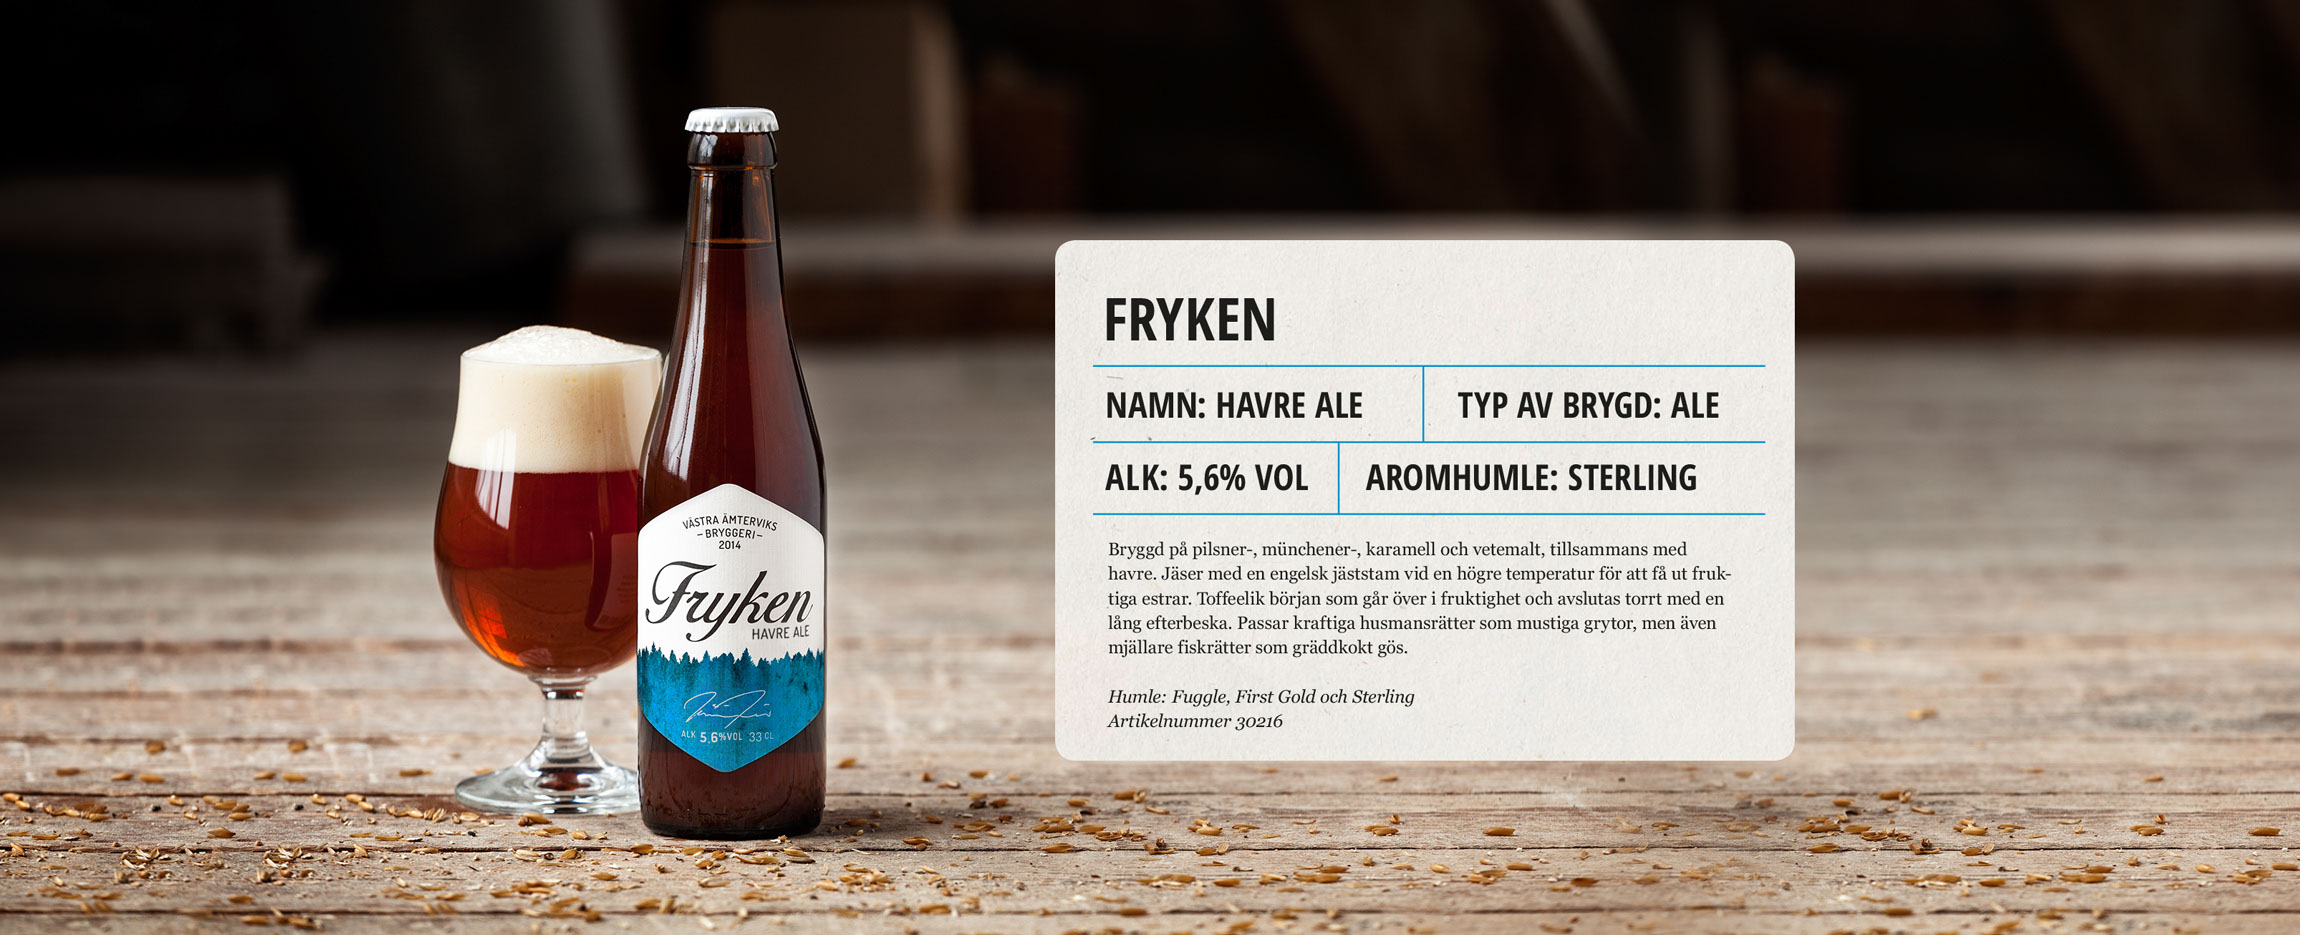 VÄSTRA ÄMTERVIKS
–BRYGGERI–
2014
Fryken
HAVRE ALE
ALK 5,6%VOL 33 CL
FRYKEN
NAMN: HAVRE ALE
TYP AV BRYGD: ALE
ALK: 5,6% VOL
AROMHUMLE: STERLING
Bryggd på pilsner-, münchener-, karamell och vetemalt, tillsammans med
havre. Jäser med en engelsk jäststam vid en högre temperatur för att få ut fruk-
tiga estrar. Toffeelik början som går över i fruktighet och avslutas torrt med en
lång efterbeska. Passar kraftiga husmansrätter som mustiga grytor, men även
mjällare fiskrätter som gräddkokt gös.
Humle: Fuggle, First Gold och Sterling
Artikelnummer 30216